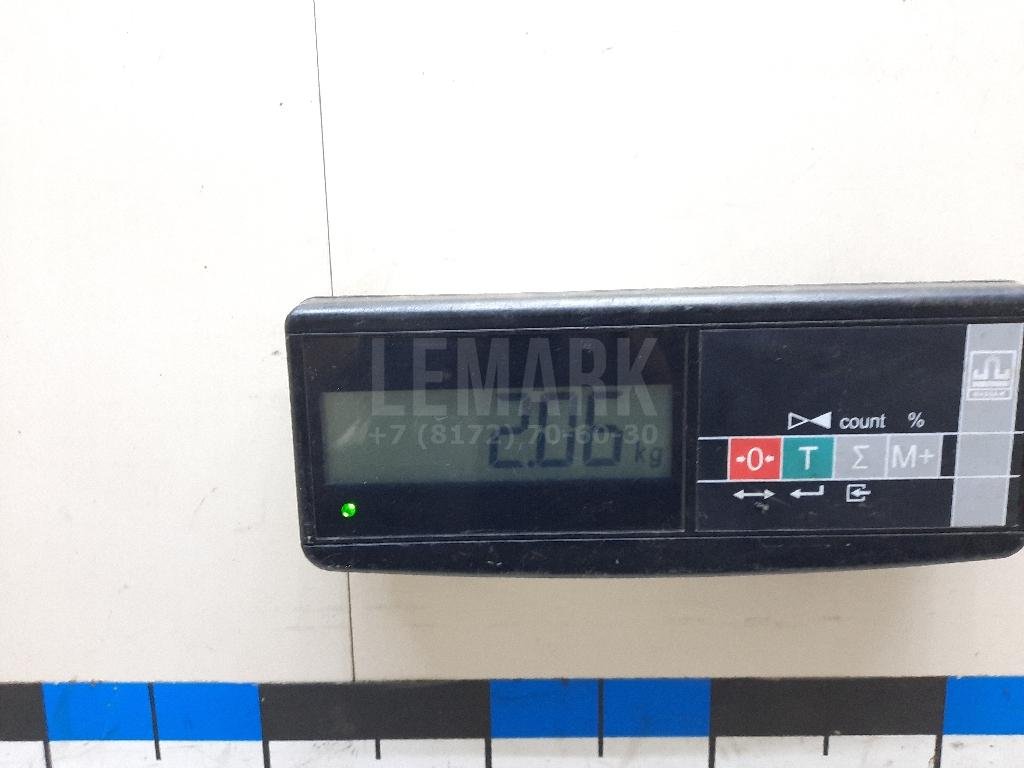 LEMARK
+7 (8172) 70-60-30
2.06 kg
count %
0 T Σ M+